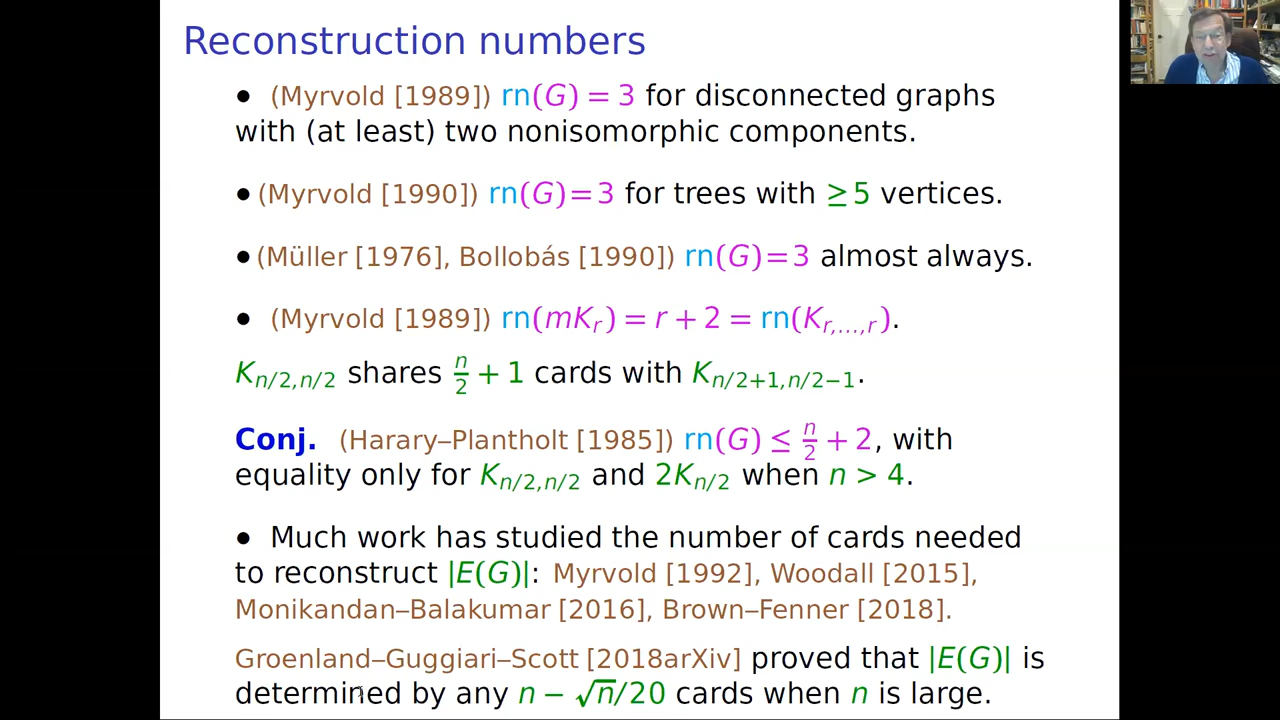 Reconstruction numbers
• (Myrvold [1989]) rn(G) = 3 for disconnected graphs
with (at least) two nonisomorphic components.
• (Myrvold [1990]) rn(G)=3 for trees with ≥5 vertices.
• (Müller [1976], Bollobás [1990]) rn(G)=3 almost always.
• (Myrvold [1989]) rn(mK_r) = r + 2 = rn(K_{r,...,r}).
K_{n/2,n/2} shares n/2 + 1 cards with K_{n/2+1,n/2−1}.
Conj. (Harary–Plantholt [1985]) rn(G) ≤ n/2 + 2, with
equality only for K_{n/2,n/2} and 2K_{n/2} when n > 4.
• Much work has studied the number of cards needed
to reconstruct |E(G)|: Myrvold [1992], Woodall [2015],
Monikandan–Balakumar [2016], Brown–Fenner [2018].
Groenland–Guggiari–Scott [2018arXiv] proved that |E(G)| is
determined by any n − √n/20 cards when n is large.